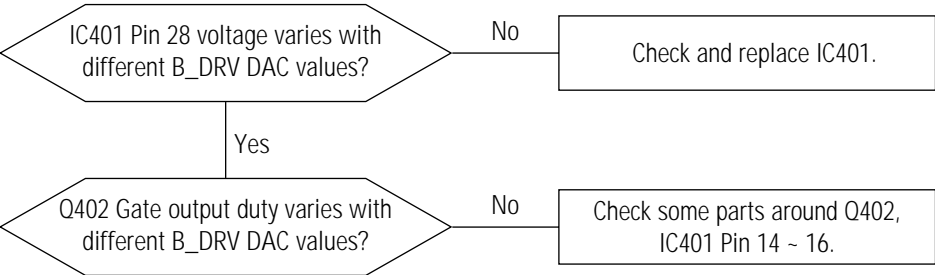 IC401 Pin 28 voltage varies with
different B_DRV DAC values?
No
Check and replace IC401.
Yes
Q402 Gate output duty varies with
different B_DRV DAC values?
No
Check some parts around Q402,
IC401 Pin 14 ~ 16.